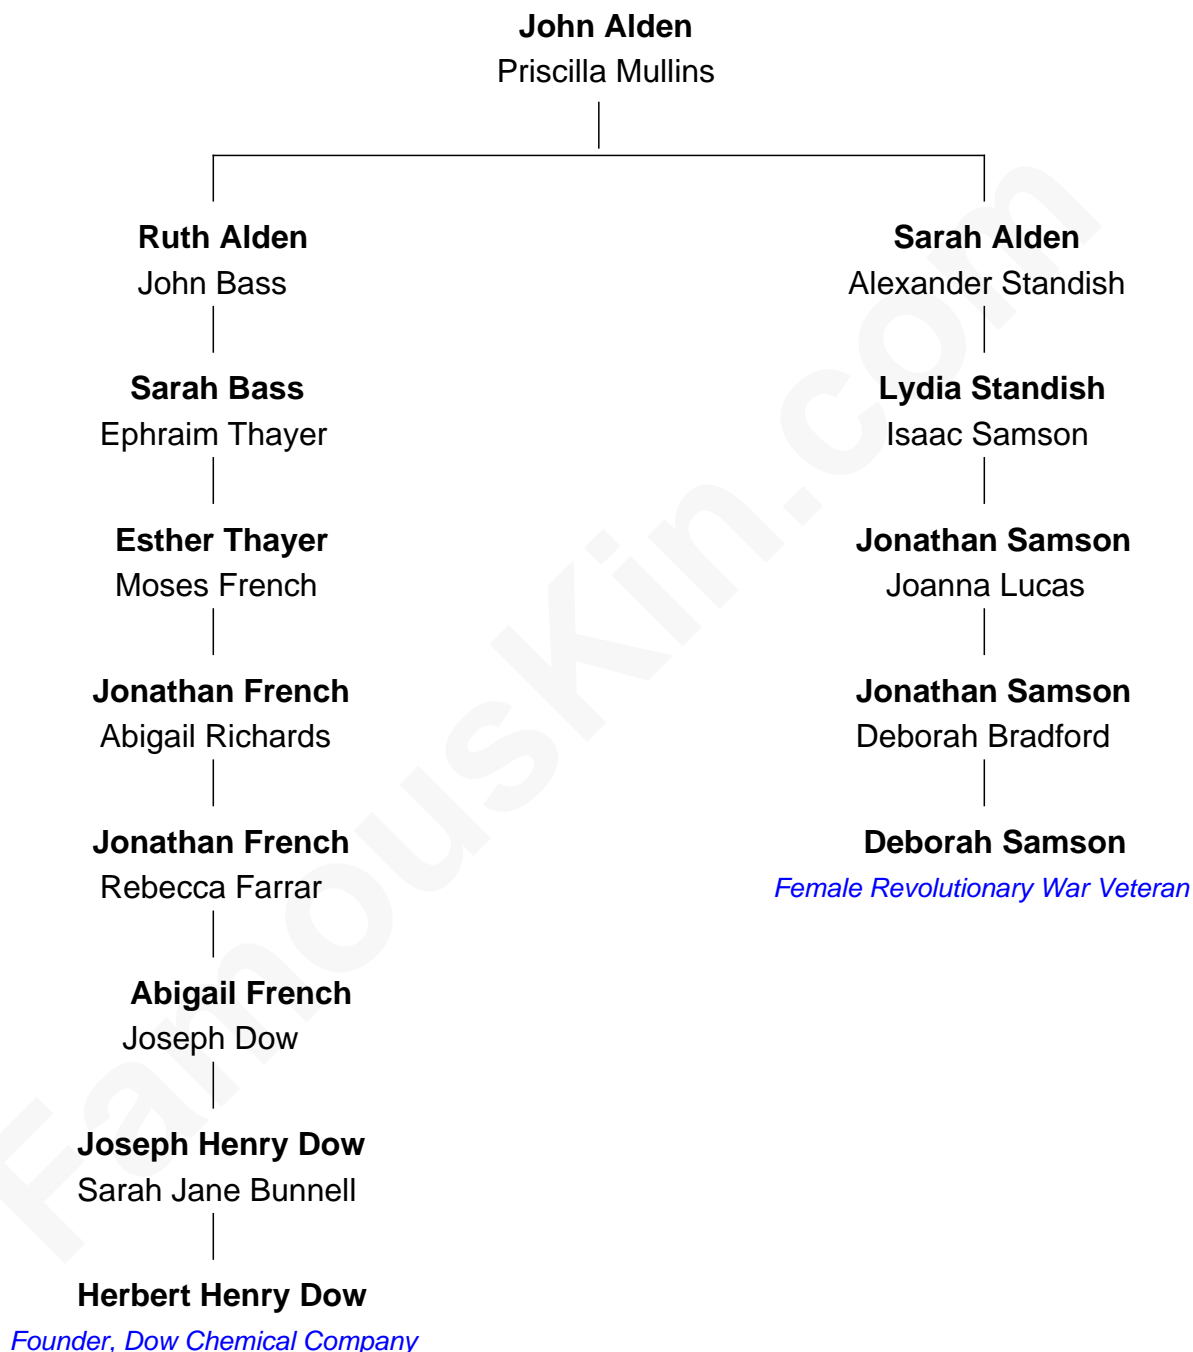 John Alden
Priscilla Mullins
Ruth Alden
John Bass
Sarah Alden
Alexander Standish
Sarah Bass
Ephraim Thayer
Lydia Standish
Isaac Samson
Esther Thayer
Moses French
Jonathan Samson
Joanna Lucas
Jonathan French
Abigail Richards
Jonathan Samson
Deborah Bradford
Jonathan French
Rebecca Farrar
Deborah Samson
Female Revolutionary War Veteran
Abigail French
Joseph Dow
Joseph Henry Dow
Sarah Jane Bunnell
Herbert Henry Dow
Founder, Dow Chemical Company
FamousKin.com